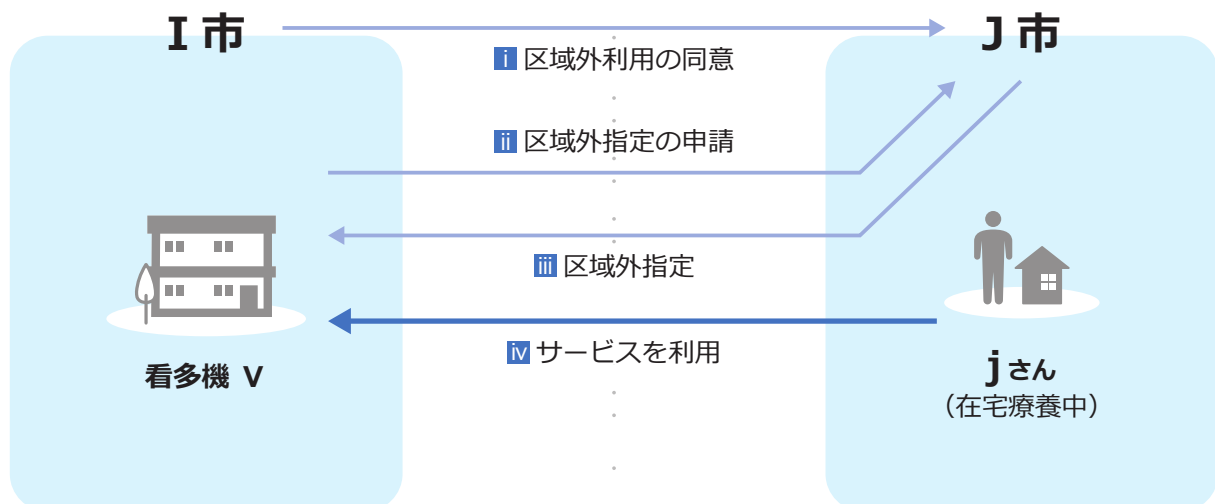 I 市
J 市
i 区域外利用の同意
ii 区域外指定の申請
iii 区域外指定
iv サービスを利用
看多機 V
j さん
（在宅療養中）